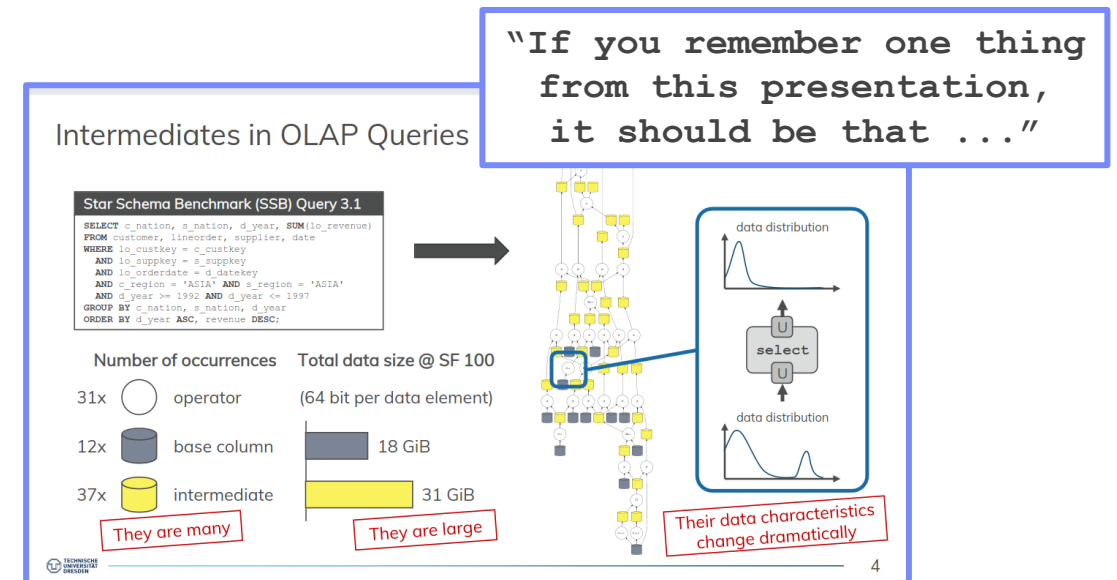 “If you remember one thing
from this presentation,
it should be that ...”
Intermediates in OLAP Queries
Star Schema Benchmark (SSB) Query 3.1
SELECT c_nation, s_nation, d_year, SUM(lo_revenue)
FROM customer, lineorder, supplier, date
WHERE lo_custkey = c_custkey
AND lo_suppkey = s_suppkey
AND lo_orderdate = d_datekey
AND c_region = 'ASIA' AND s_region = 'ASIA'
AND d_year >= 1992 AND d_year <= 1997
GROUP BY c_nation, s_nation, d_year
ORDER BY d_year ASC, revenue DESC;
Number of occurrences
31x operator
12x base column
37x intermediate
They are many
Total data size @ SF 100
(64 bit per data element)
18 GiB
31 GiB
They are large
data distribution
U
select
U
data distribution
Their data characteristics
change dramatically
TECHNISCHE
UNIVERSITÄT
DRESDEN
4